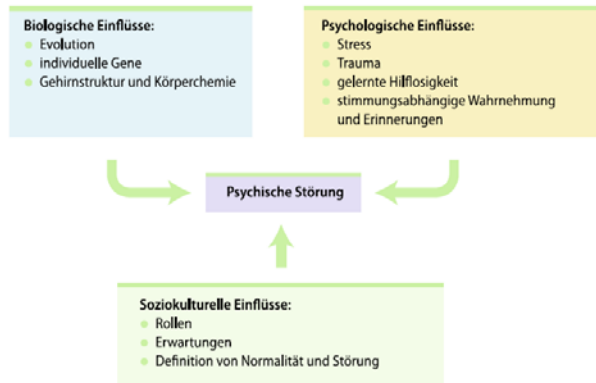 Biologische Einflüsse:
Evolution
individuelle Gene
Gehirnstruktur und Körperchemie
Psychologische Einflüsse:
Stress
Trauma
gelernte Hilflosigkeit
stimmungsabhängige Wahrnehmung
und Erinnerungen
Psychische Störung
Soziokulturelle Einflüsse:
Rollen
Erwartungen
Definition von Normalität und Störung